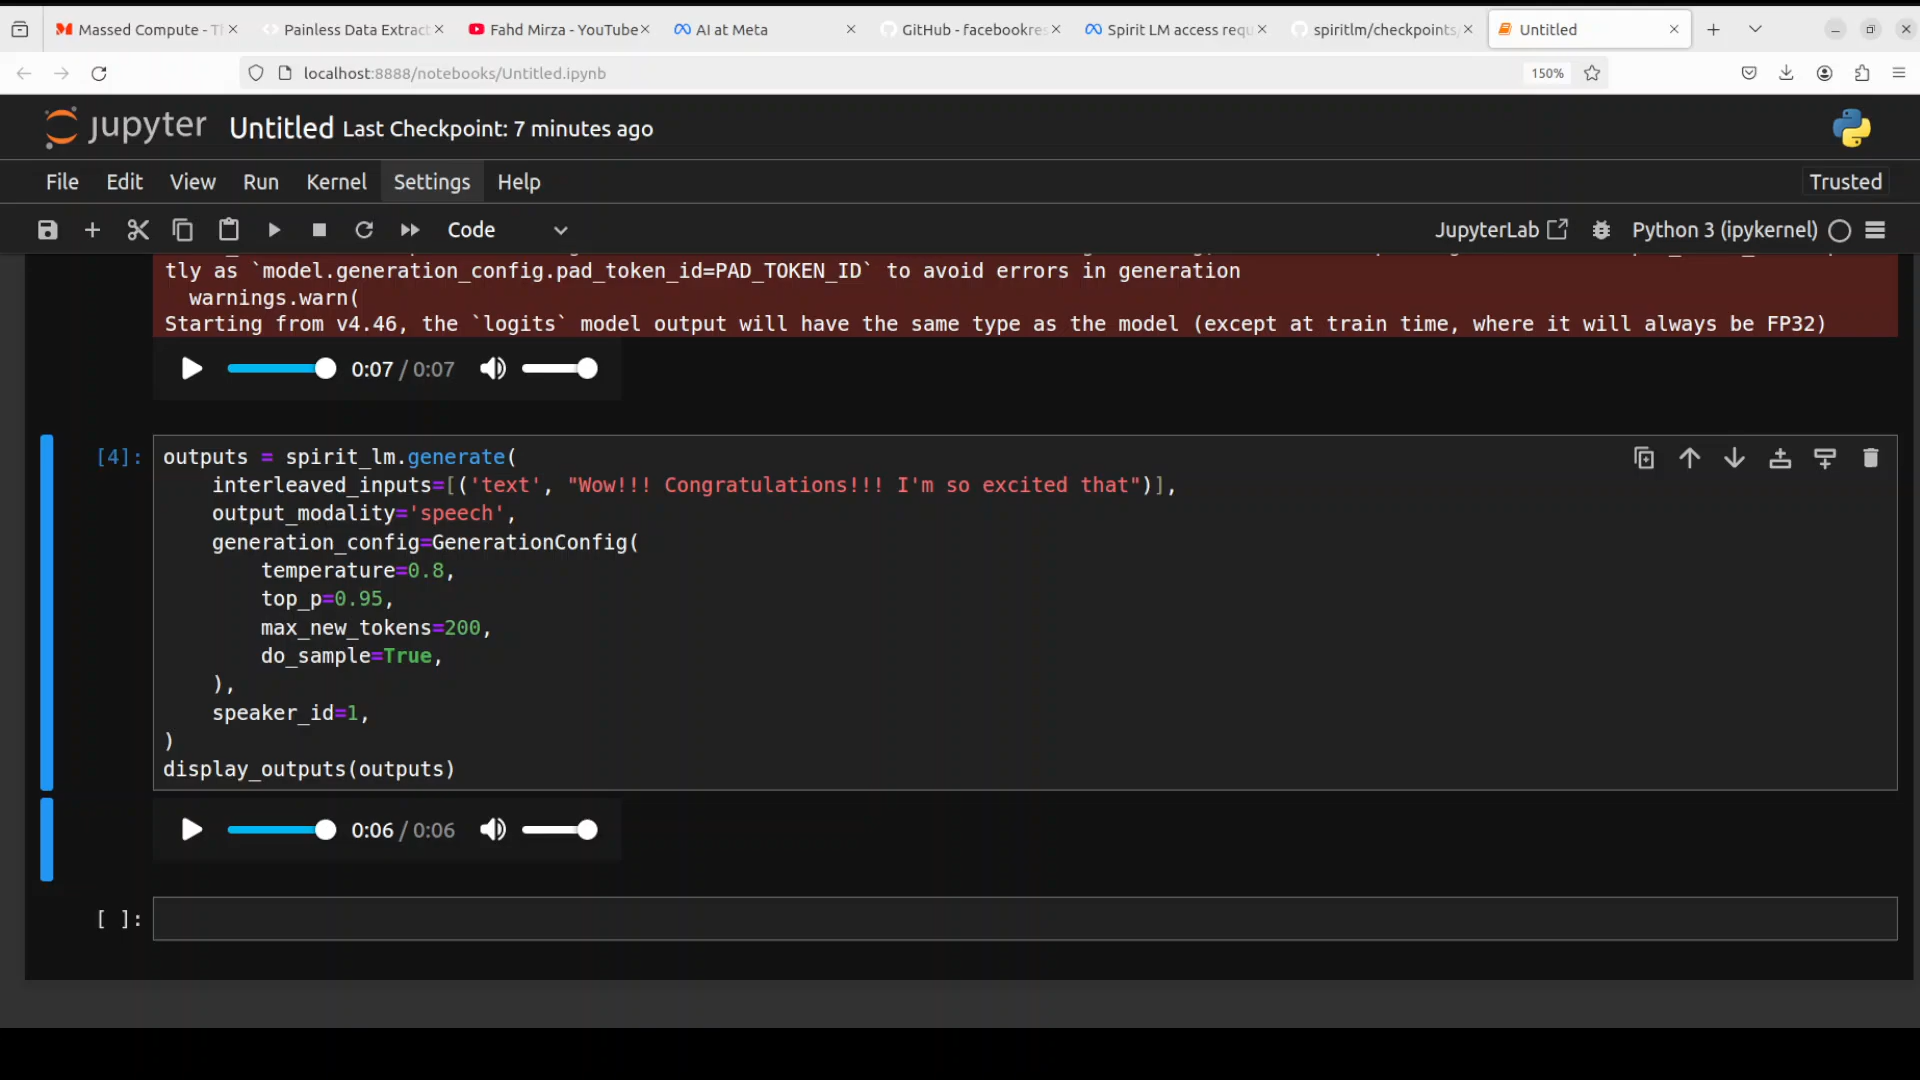 Massed Compute - T
Painless Data Extract
Fahd Mirza - YouTube
AI at Meta
GitHub - facebookres
Spirit LM access requ
spiritlm/checkpoints/
Untitled
localhost:8888/notebooks/Untitled.ipynb
150%
jupyter Untitled Last Checkpoint: 7 minutes ago
File Edit View Run Kernel Settings Help Trusted
Code JupyterLab Python 3 (ipykernel)
tly as `model.generation_config.pad_token_id=PAD_TOKEN_ID` to avoid errors in generation
warnings.warn(
Starting from v4.46, the `logits` model output will have the same type as the model (except at train time, where it will always be FP32)
0:07 / 0:07
[4]: outputs = spirit_lm.generate(
interleaved_inputs=[('text', "Wow!!! Congratulations!!! I'm so excited that")],
output_modality='speech',
generation_config=GenerationConfig(
temperature=0.8,
top_p=0.95,
max_new_tokens=200,
do_sample=True,
),
speaker_id=1,
)
display_outputs(outputs)
0:06 / 0:06
[ ]: